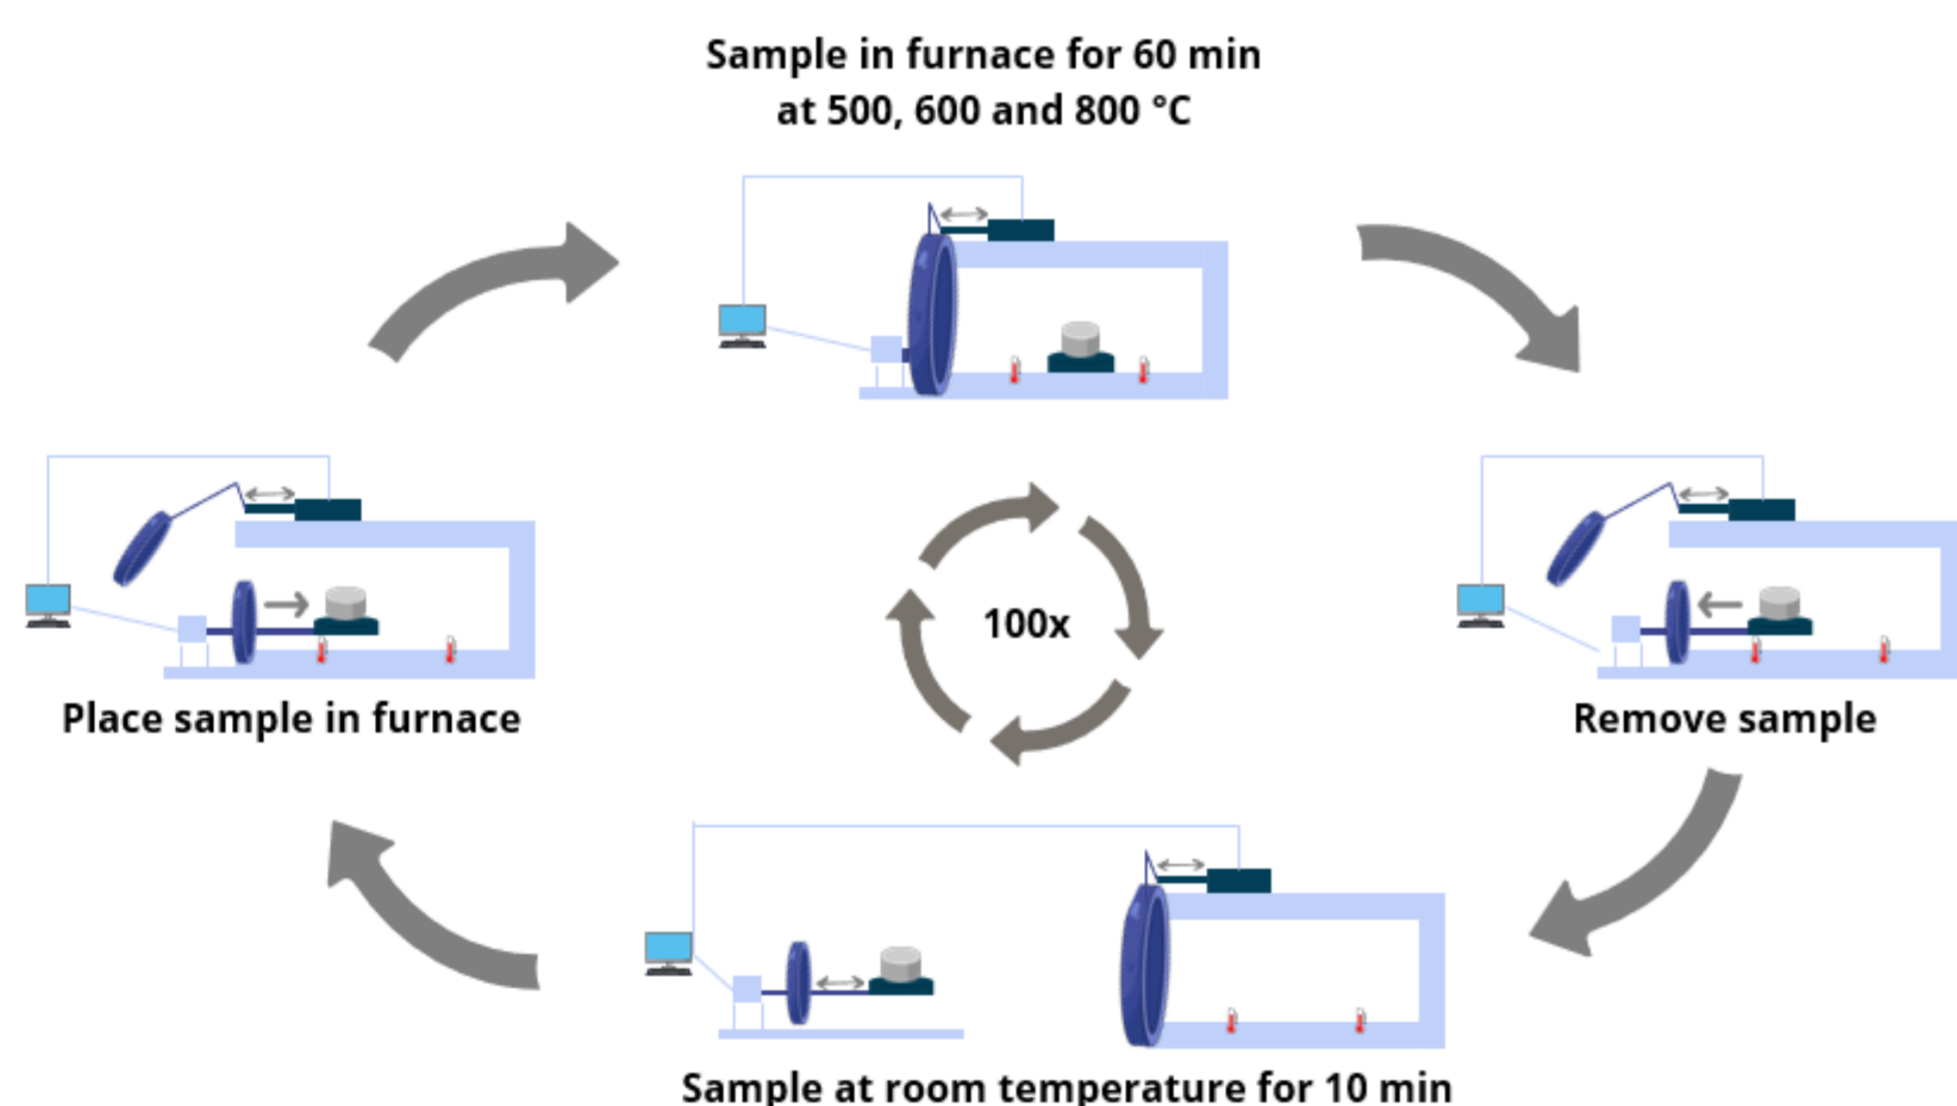 Sample in furnace for 60 min
at 500, 600 and 800 °C
100x
Place sample in furnace
Remove sample
Sample at room temperature for 10 min